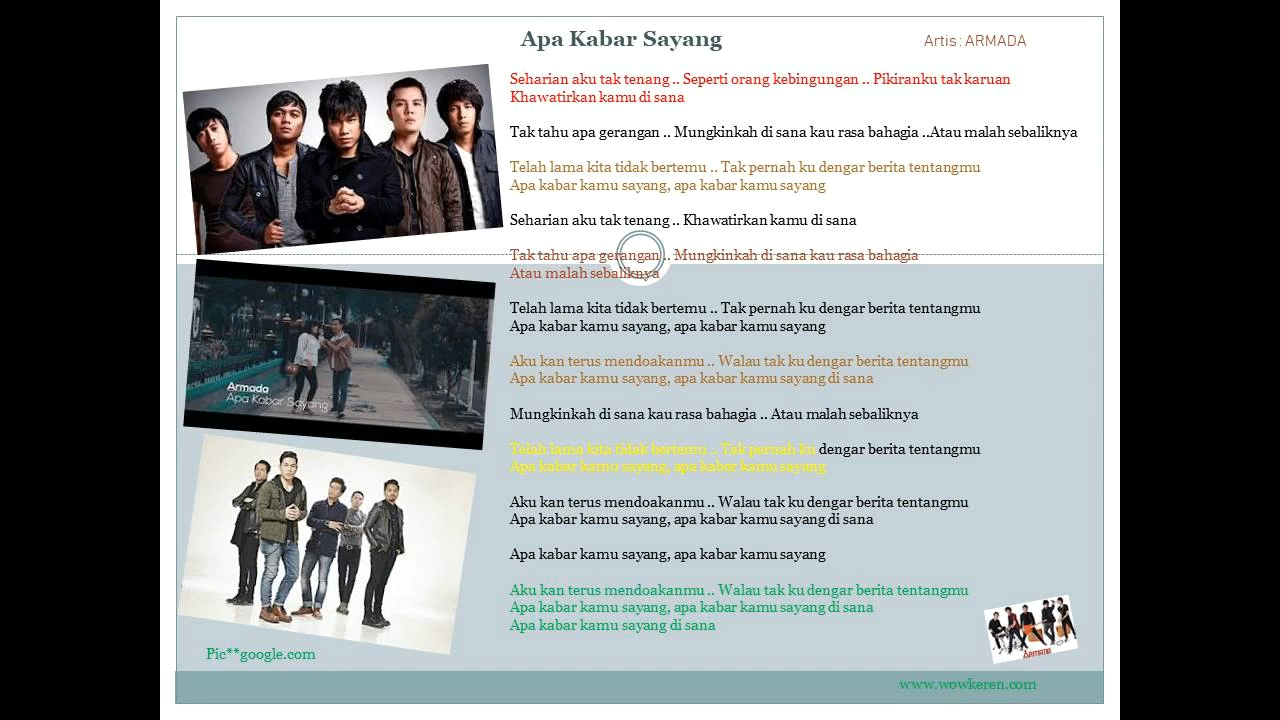 Apa Kabar Sayang
Artis : ARMADA
Seharian aku tak tenang .. Seperti orang kebingungan .. Pikiranku tak karuan
Khawatirkan kamu di sana
Tak tahu apa gerangan .. Mungkinkah di sana kau rasa bahagia ..Atau malah sebaliknya
Telah lama kita tidak bertemu .. Tak pernah ku dengar berita tentangmu
Apa kabar kamu sayang, apa kabar kamu sayang
Seharian aku tak tenang .. Khawatirkan kamu di sana
Tak tahu apa gerangan .. Mungkinkah di sana kau rasa bahagia
Atau malah sebaliknya
Telah lama kita tidak bertemu .. Tak pernah ku dengar berita tentangmu
Apa kabar kamu sayang, apa kabar kamu sayang
Aku kan terus mendoakanmu .. Walau tak ku dengar berita tentangmu
Apa kabar kamu sayang, apa kabar kamu sayang di sana
Mungkinkah di sana kau rasa bahagia .. Atau malah sebaliknya
Telah lama kita tidak bertemu .. Tak pernah ku dengar berita tentangmu
Apa kabar kamu sayang, apa kabar kamu sayang
Aku kan terus mendoakanmu .. Walau tak ku dengar berita tentangmu
Apa kabar kamu sayang, apa kabar kamu sayang di sana
Apa kabar kamu sayang, apa kabar kamu sayang
Aku kan terus mendoakanmu .. Walau tak ku dengar berita tentangmu
Apa kabar kamu sayang, apa kabar kamu sayang di sana
Apa kabar kamu sayang di sana
Armada
Apa Kabar Sayang
Pic**google.com
ARMADA
www.wowkeren.com